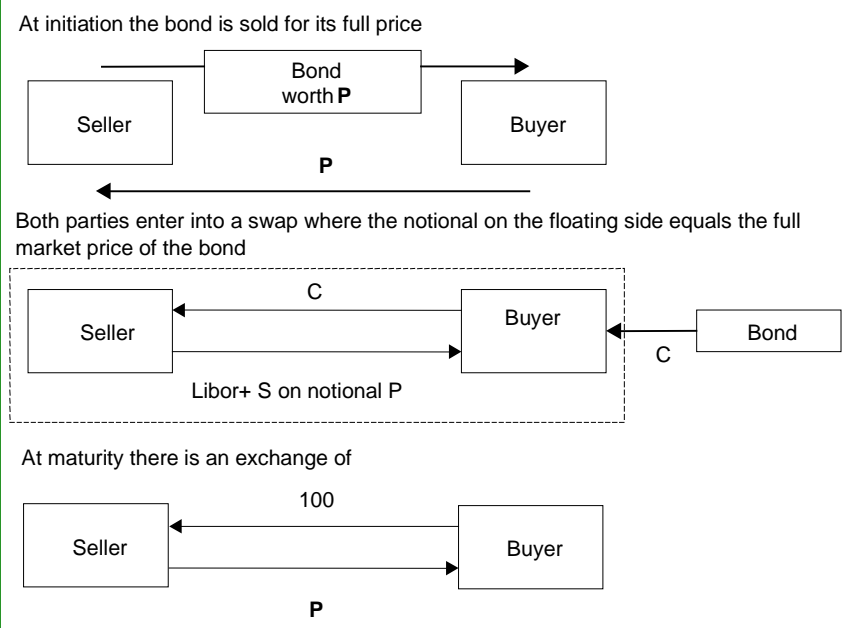 At initiation the bond is sold for its full price
Bond
worth P
Seller
Buyer
P
Both parties enter into a swap where the notional on the floating side equals the full
market price of the bond
C
Seller
Buyer
Bond
C
Libor+ S on notional P
At maturity there is an exchange of
100
Seller
Buyer
P